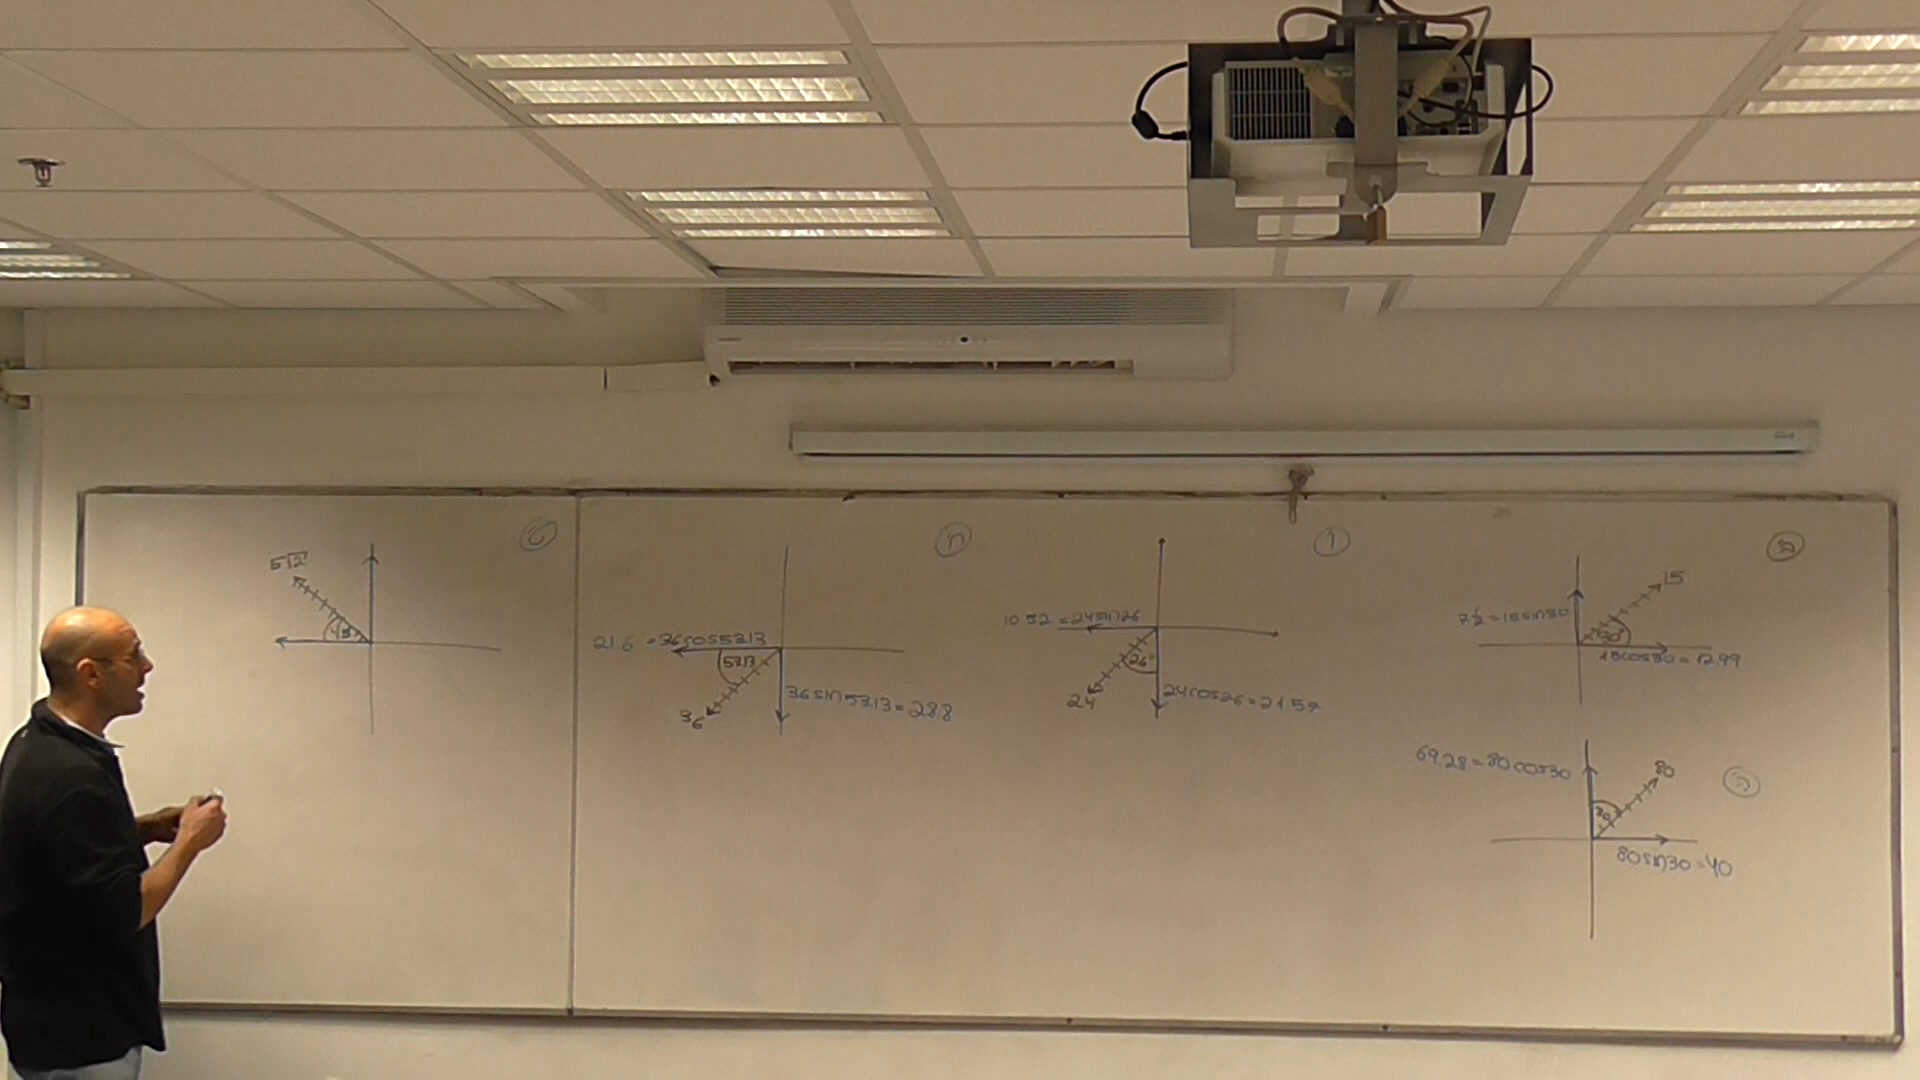 ט
5√2
45
ח
21.6 = 36cos53.13
53.13
36
36sin53.13 = 28.8
ו
10.52 = 24sin26
26°
24
24cos26 = 21.57
15
7½ = 15sin30
30°
15cos30 = 12.99
69.28 = 80cos30
80
30
80sin30 = 40